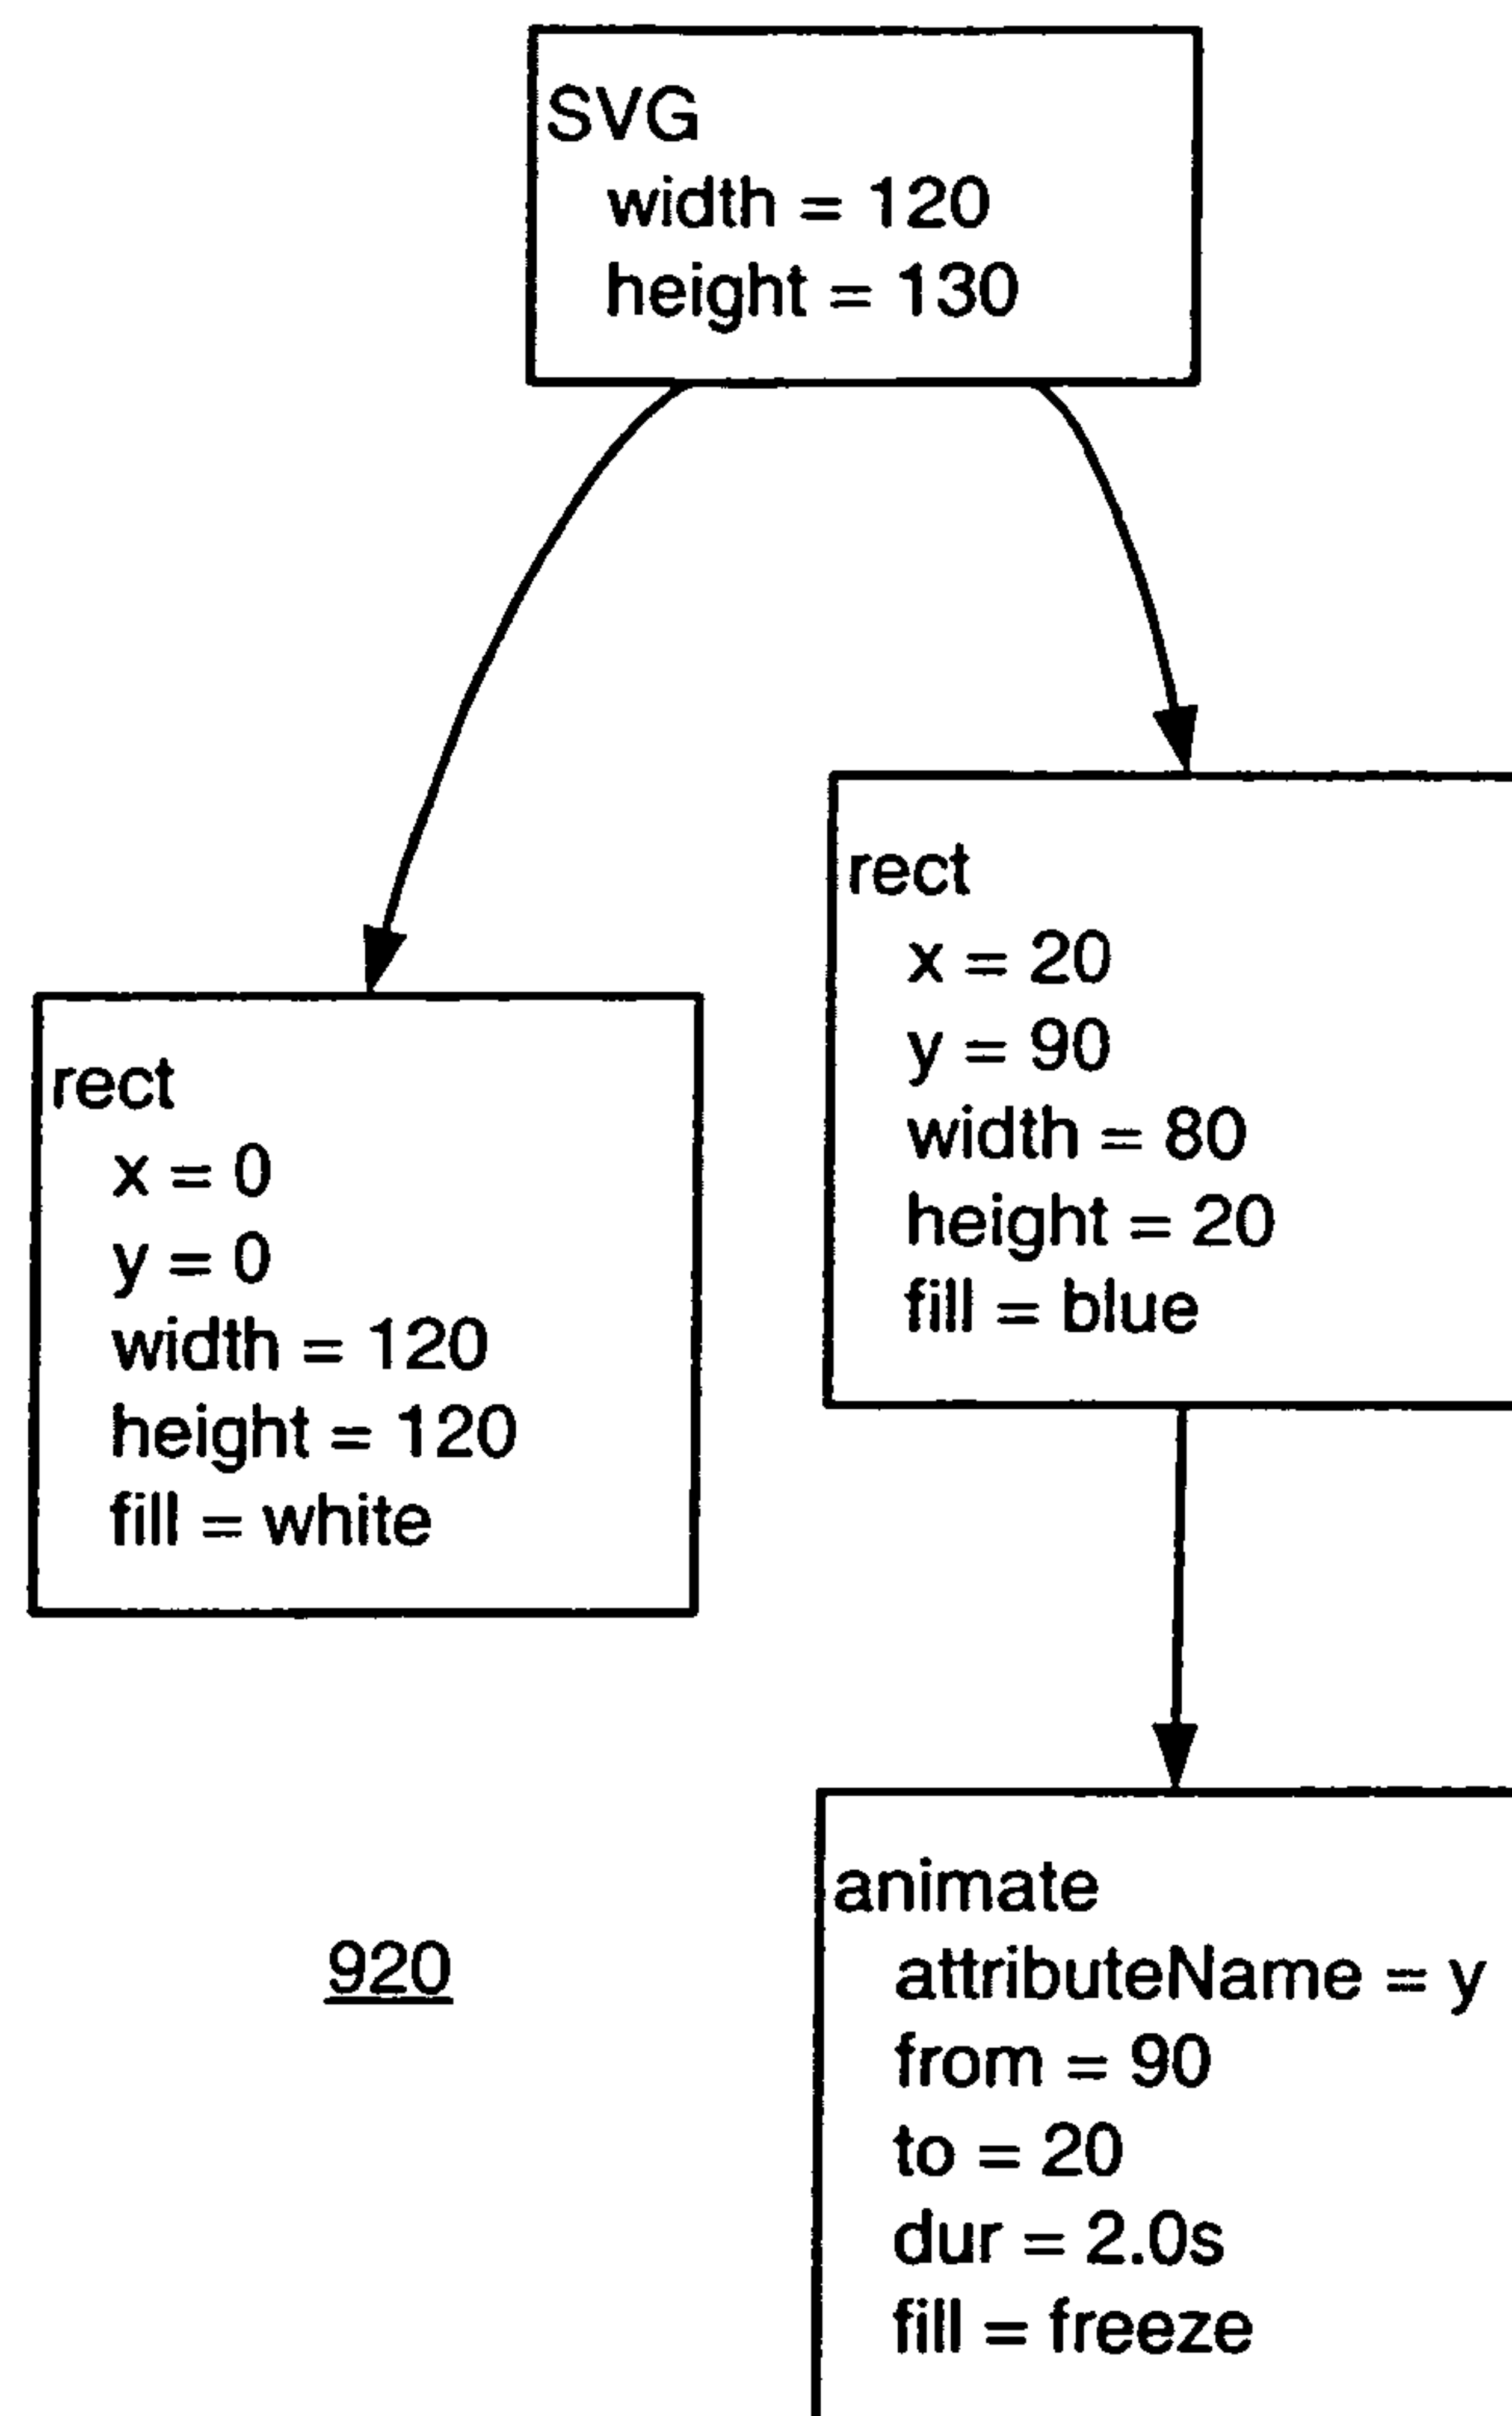 SVG
width = 120
height = 130
rect
x = 0
y = 0
width = 120
height = 120
fill = white
rect
x = 20
y = 90
width = 80
height = 20
fill = blue
920
animate
attributeName = y
from = 90
to = 20
dur = 2.0s
fill = freeze